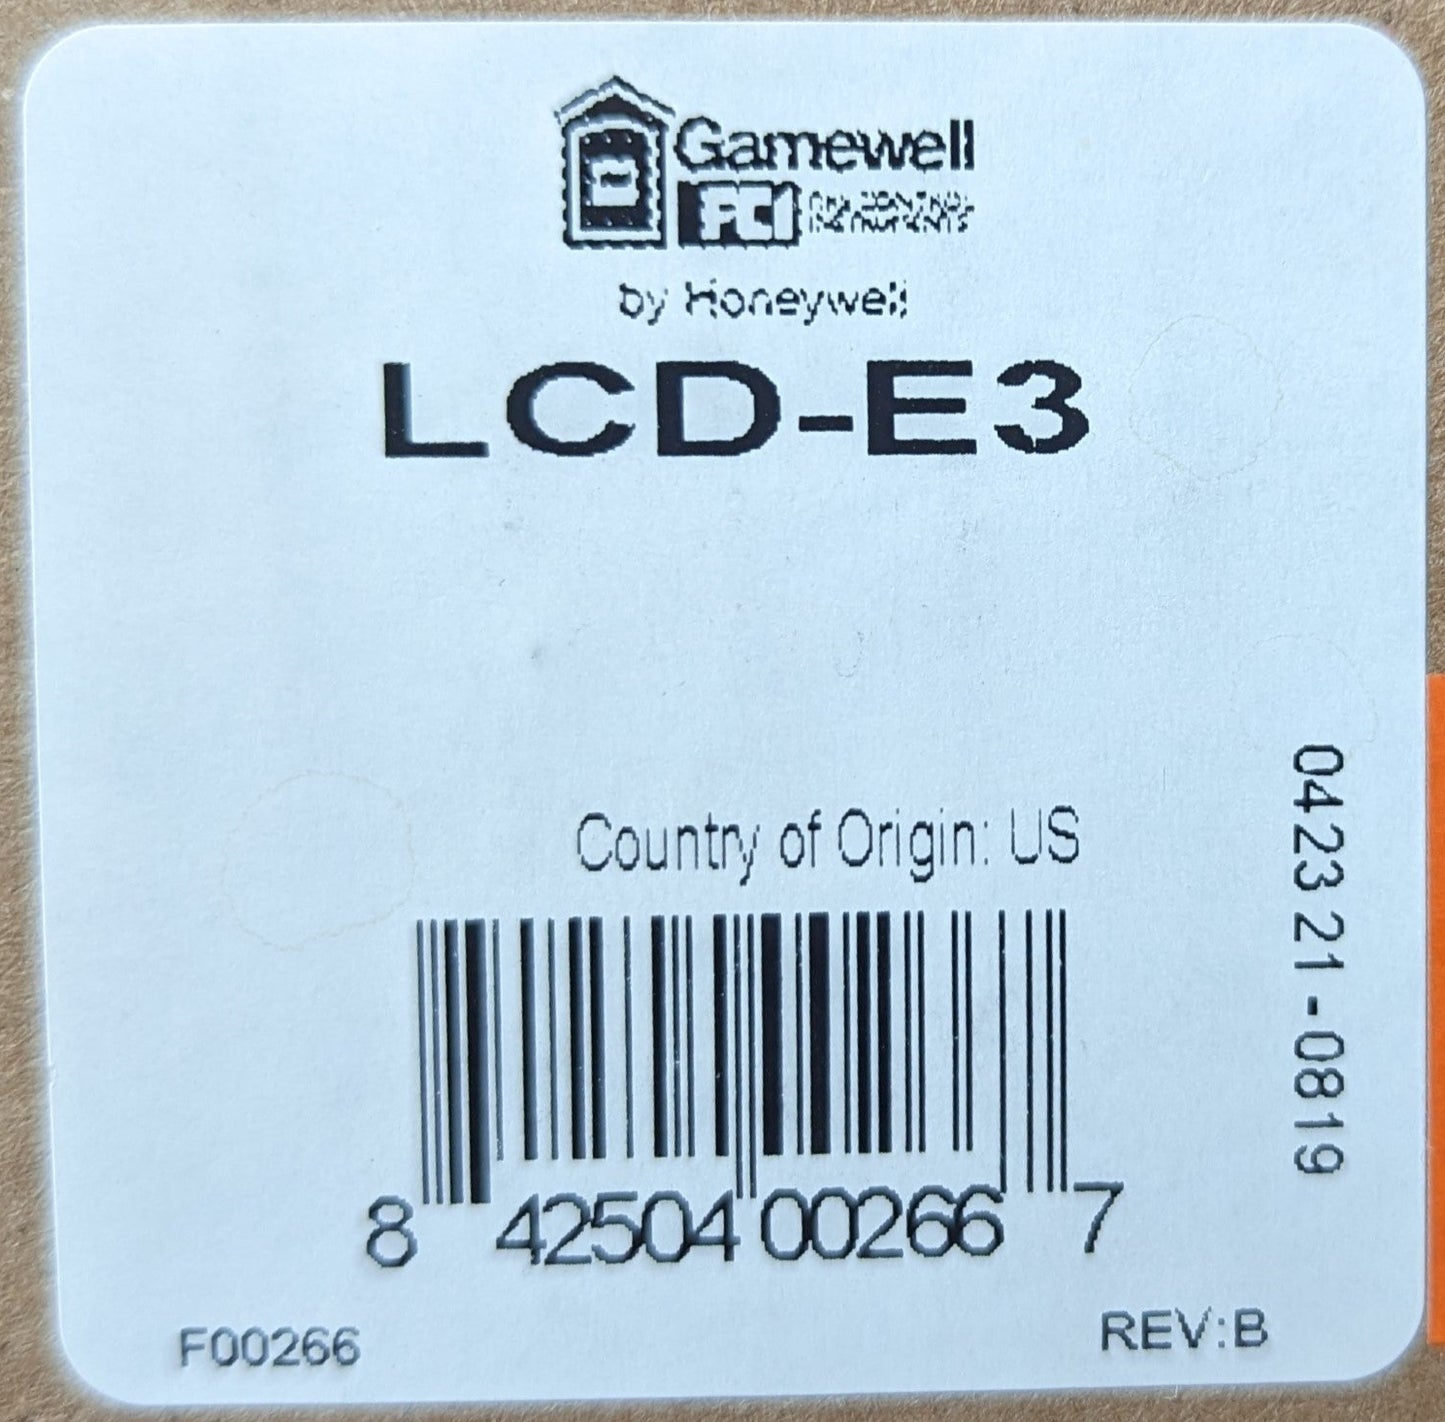 Gamewell
FCI
by Honeywell
LCD-E3
Country of Origin: US
0423 21-0819
8 42504 00266 7
F00266
REV:B